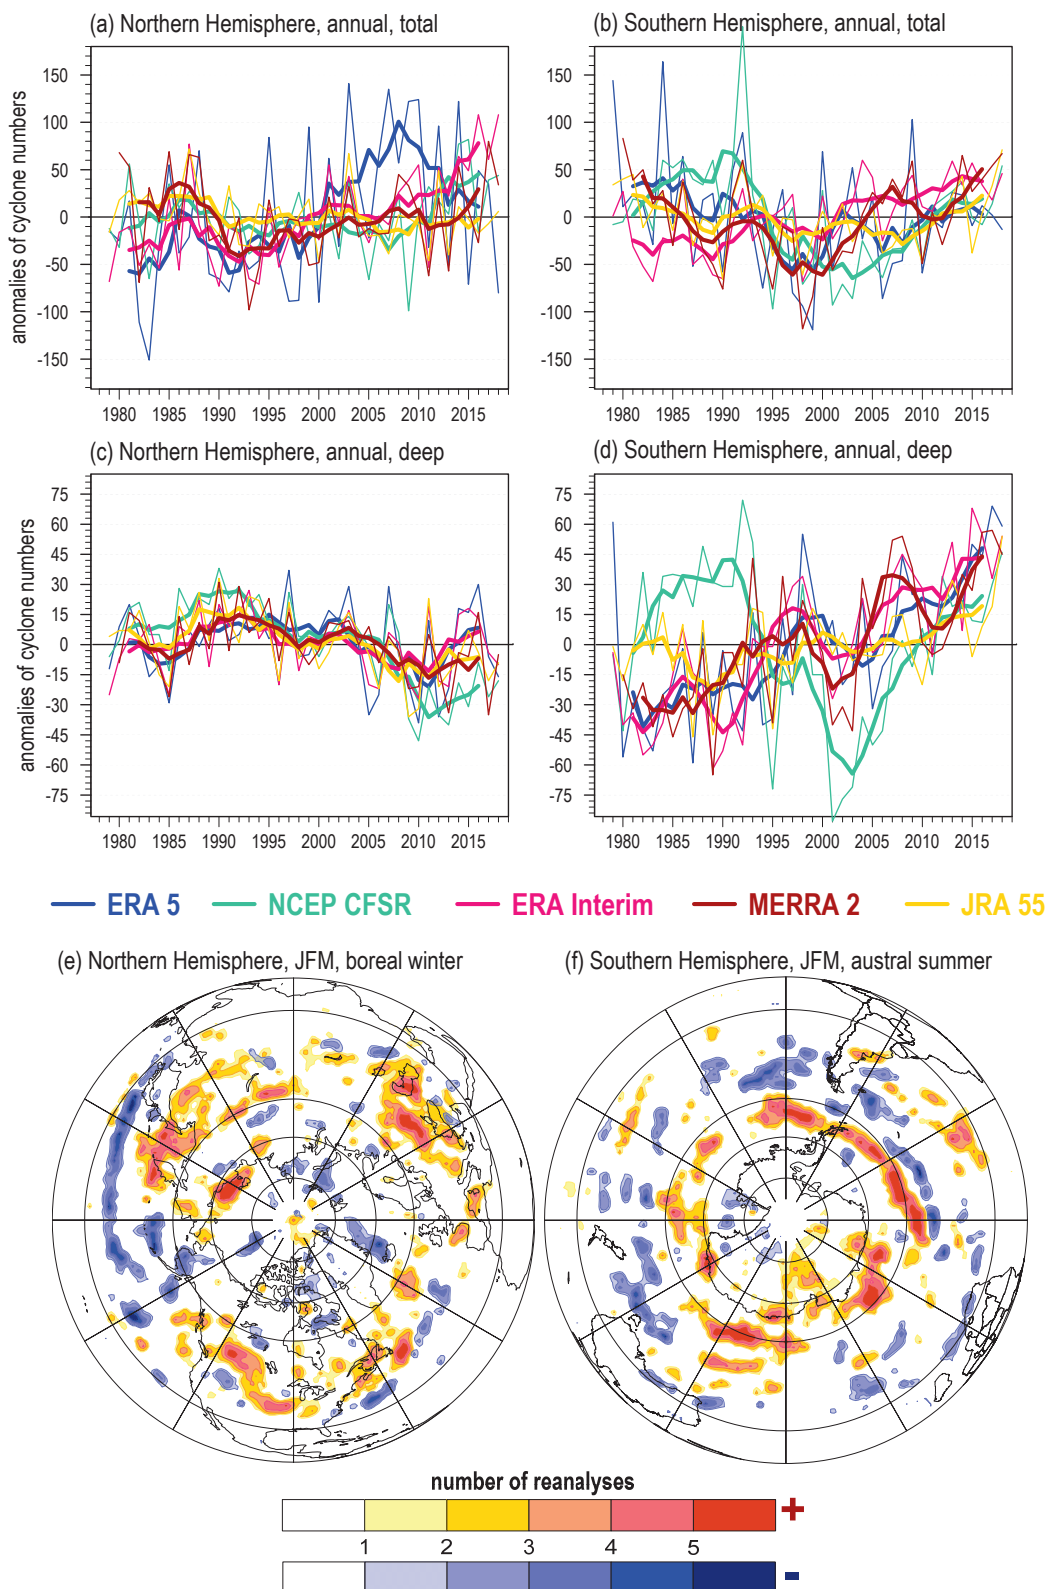 (a) Northern Hemisphere, annual, total
(b) Southern Hemisphere, annual, total
anomalies of cyclone numbers
150
100
50
0
-50
-100
-150
1980 1985 1990 1995 2000 2005 2010 2015
150
100
50
0
-50
-100
-150
1980 1985 1990 1995 2000 2005 2010 2015
(c) Northern Hemisphere, annual, deep
(d) Southern Hemisphere, annual, deep
anomalies of cyclone numbers
75
60
45
30
15
0
-15
-30
-45
-60
-75
1980 1985 1990 1995 2000 2005 2010 2015
75
60
45
30
15
0
-15
-30
-45
-60
-75
1980 1985 1990 1995 2000 2005 2010 2015
ERA 5 NCEP CFSR ERA Interim MERRA 2 JRA 55
(e) Northern Hemisphere, JFM, boreal winter
(f) Southern Hemisphere, JFM, austral summer
number of reanalyses
+
1 2 3 4 5
-